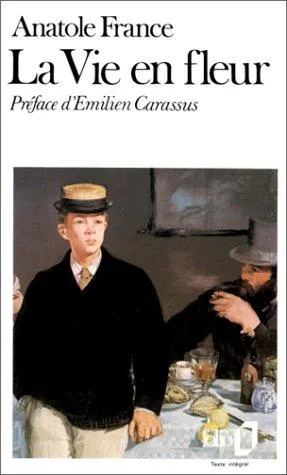 Anatole France
La Vie en fleur
Préface d'Emilien Carassus
folio
Texte intégral